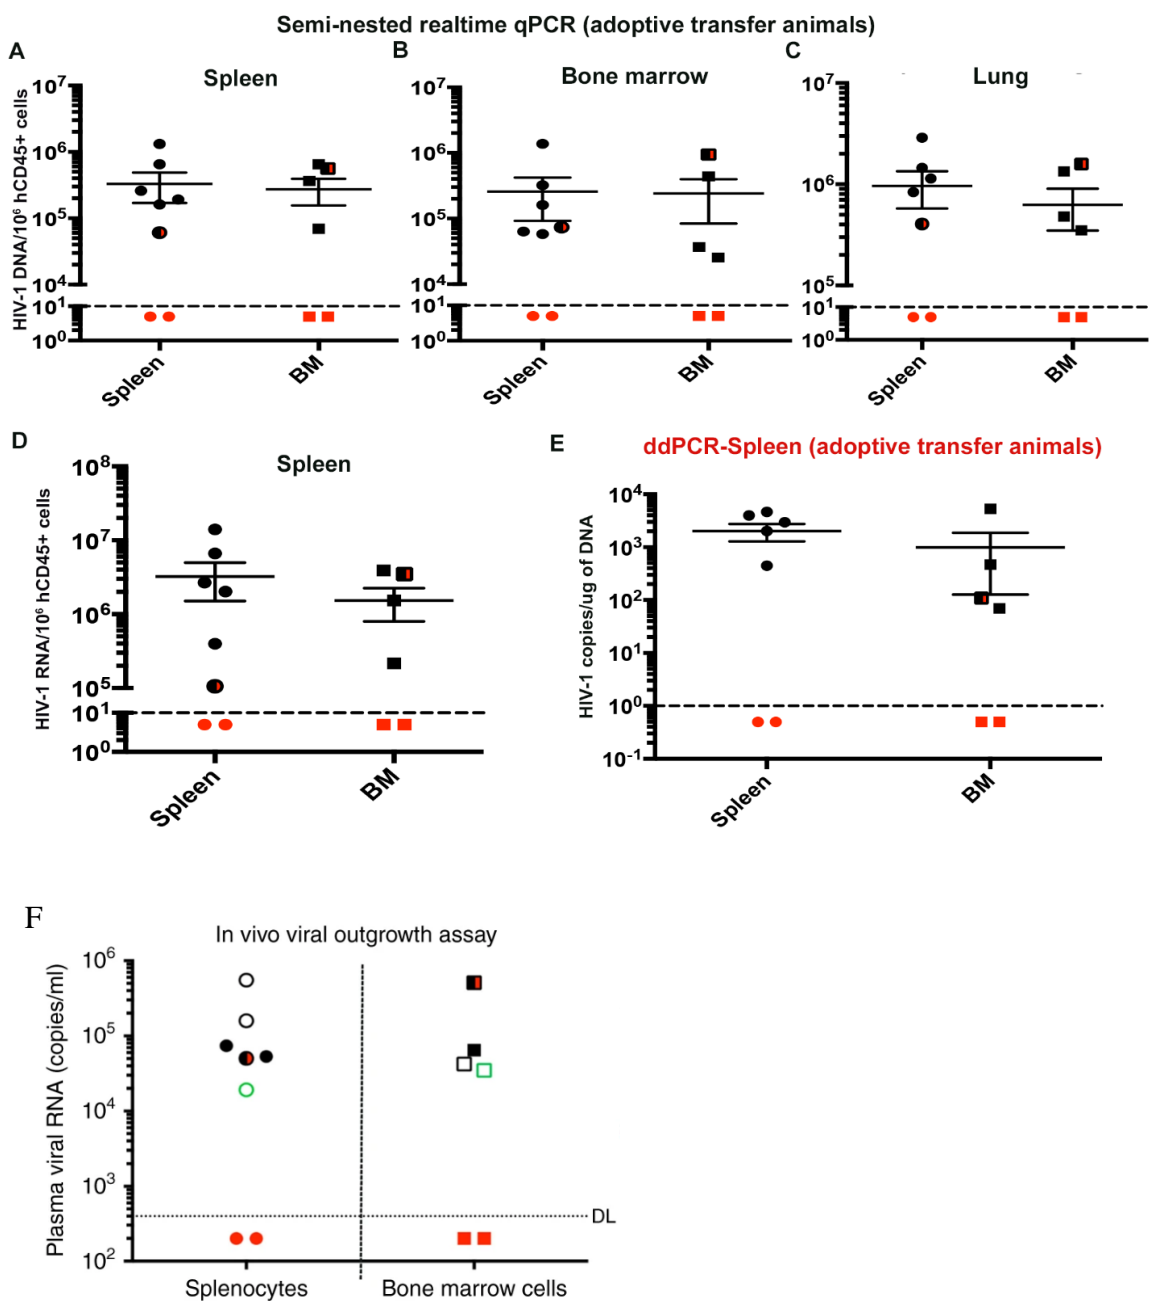 Semi-nested realtime qPCR (adoptive transfer animals)
A
B
C
Spleen
Bone marrow
Lung
HIV-1 DNA/10⁶ hCD45+ cells
10⁷
10⁶
10⁵
10⁴
10¹
10⁰
Spleen
BM
10⁷
10⁶
10⁵
10⁴
10¹
10⁰
Spleen
BM
10⁷
10⁶
10⁵
10¹
10⁰
Spleen
BM
D
Spleen
HIV-1 RNA/10⁶ hCD45+ cells
10⁸
10⁷
10⁶
10⁵
10¹
10⁰
Spleen
BM
E
ddPCR-Spleen (adoptive transfer animals)
HIV-1 copies/ug of DNA
10⁴
10³
10²
10¹
10⁰
10⁻¹
Spleen
BM
F
In vivo viral outgrowth assay
Plasma viral RNA (copies/ml)
10⁶
10⁵
10⁴
10³
10²
DL
Splenocytes
Bone marrow cells